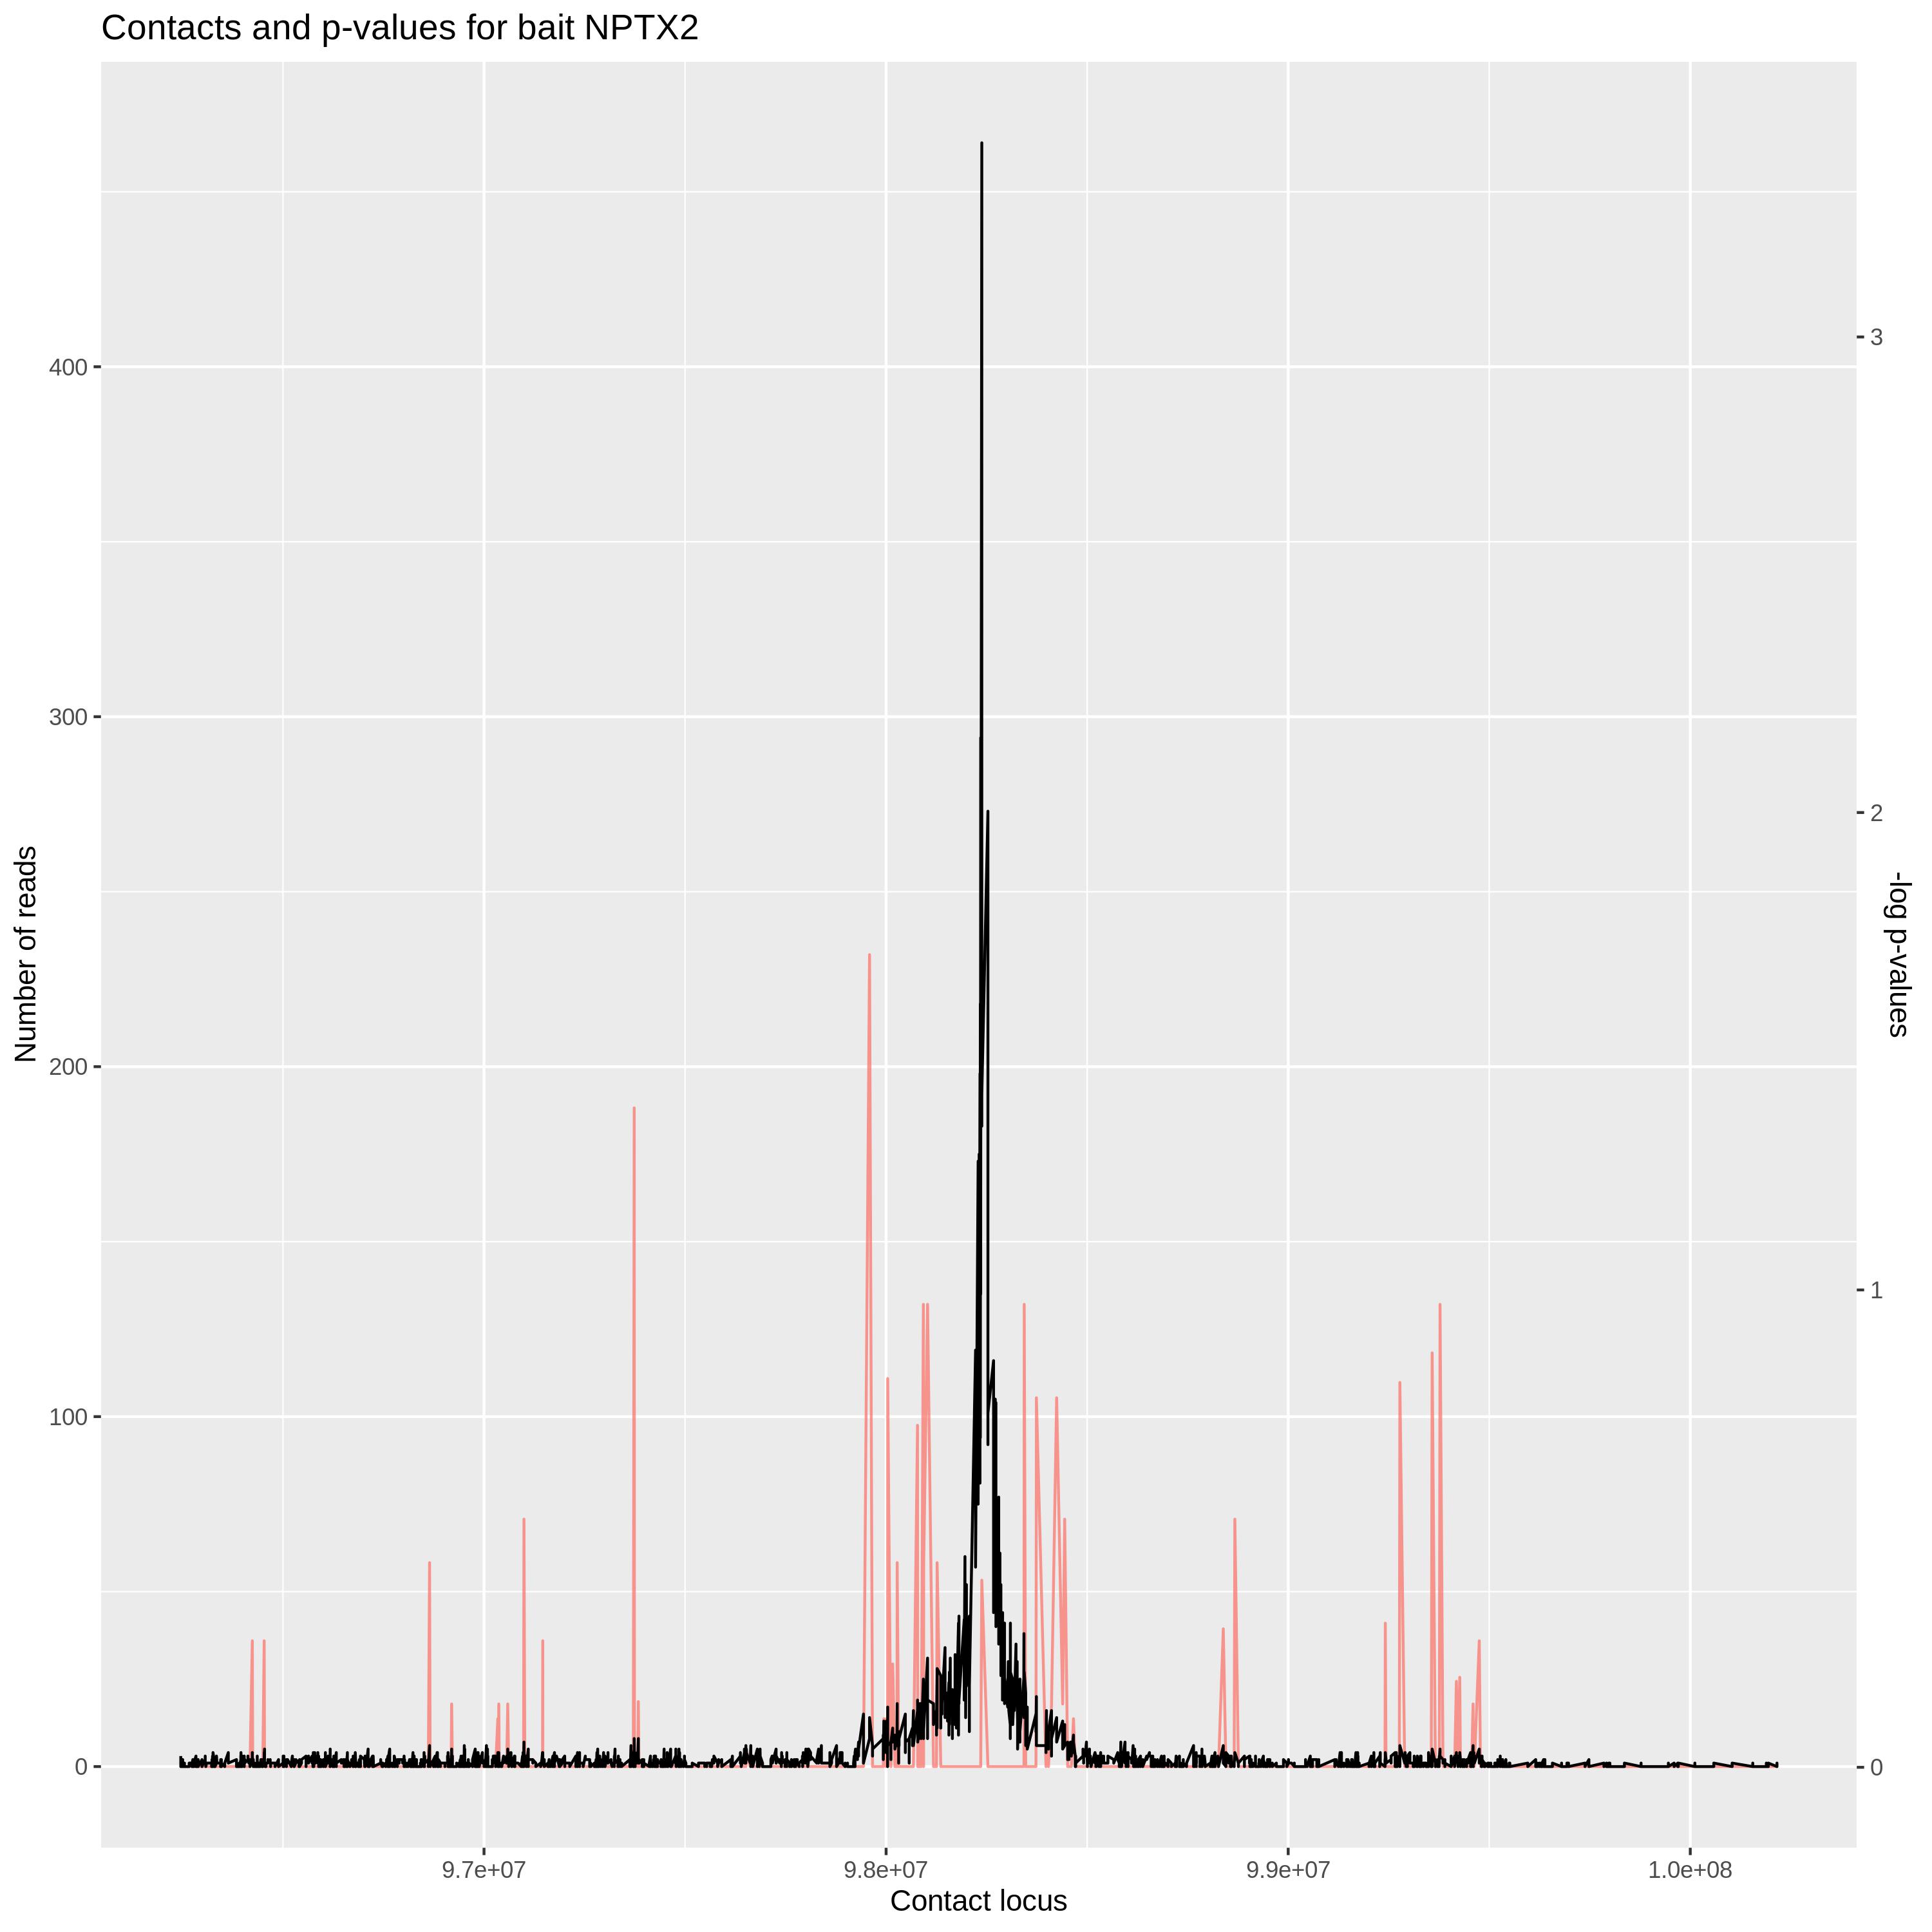 Contacts and p-values for bait NPTX2
400
300
200
100
0
Number of reads
3
2
1
0
-log p-values
9.7e+07
9.8e+07
9.9e+07
1.0e+08
Contact locus